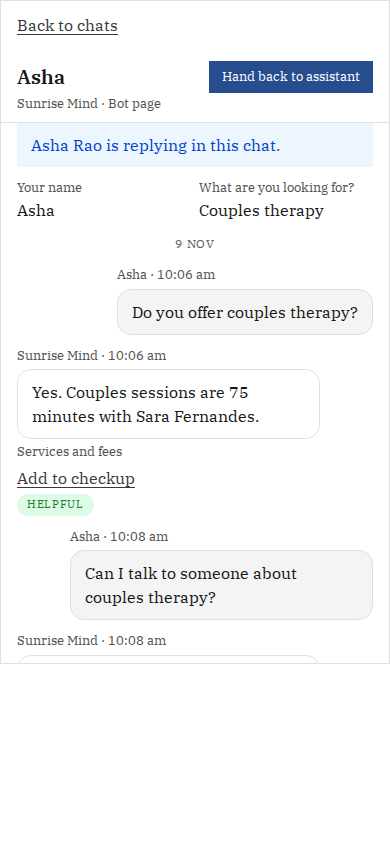 Back to chats
Asha
Hand back to assistant
Sunrise Mind · Bot page
Asha Rao is replying in this chat.
Your name
What are you looking for?
Asha
Couples therapy
9 NOV
Asha · 10:06 am
Do you offer couples therapy?
Sunrise Mind · 10:06 am
Yes. Couples sessions are 75
minutes with Sara Fernandes.
Services and fees
Add to checkup
HELPFUL
Asha · 10:08 am
Can I talk to someone about
couples therapy?
Sunrise Mind · 10:08 am